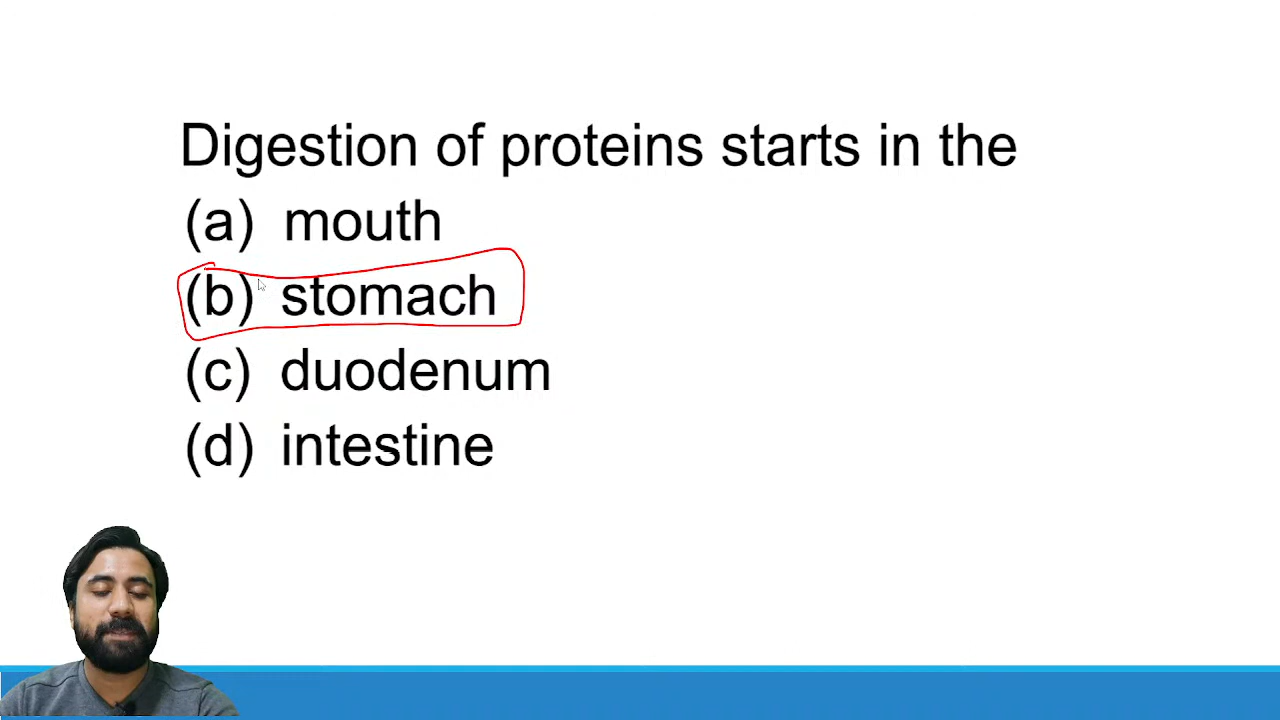 Digestion of proteins starts in the
(a) mouth
(b) stomach
(c) duodenum
(d) intestine